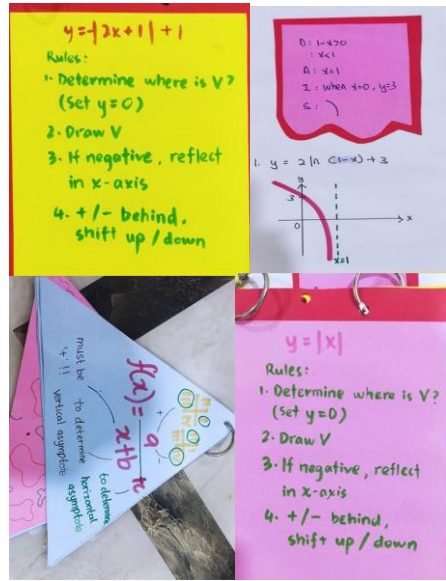 y=-|2x+1|+1
Rules:
1. Determine where is V?
(set y=0)
2. Draw V
3. If negative, reflect
in x-axis
4. +/- behind,
shift up / down
D: 1-x>0
: x<1
A: x=1
I: when x=0, y=3
S:
1. y = 2 ln (1-x) + 3
y
3
0
x
x=1
f(x) = a
x+b
+
-
must be
'+' !!
to determine
vertical asymptote
to determine
horizontal
asymptote
y=|x|
Rules:
1. Determine where is V?
(set y=0)
2. Draw V
3. If negative, reflect
in x-axis
4. +/- behind,
shift up / down